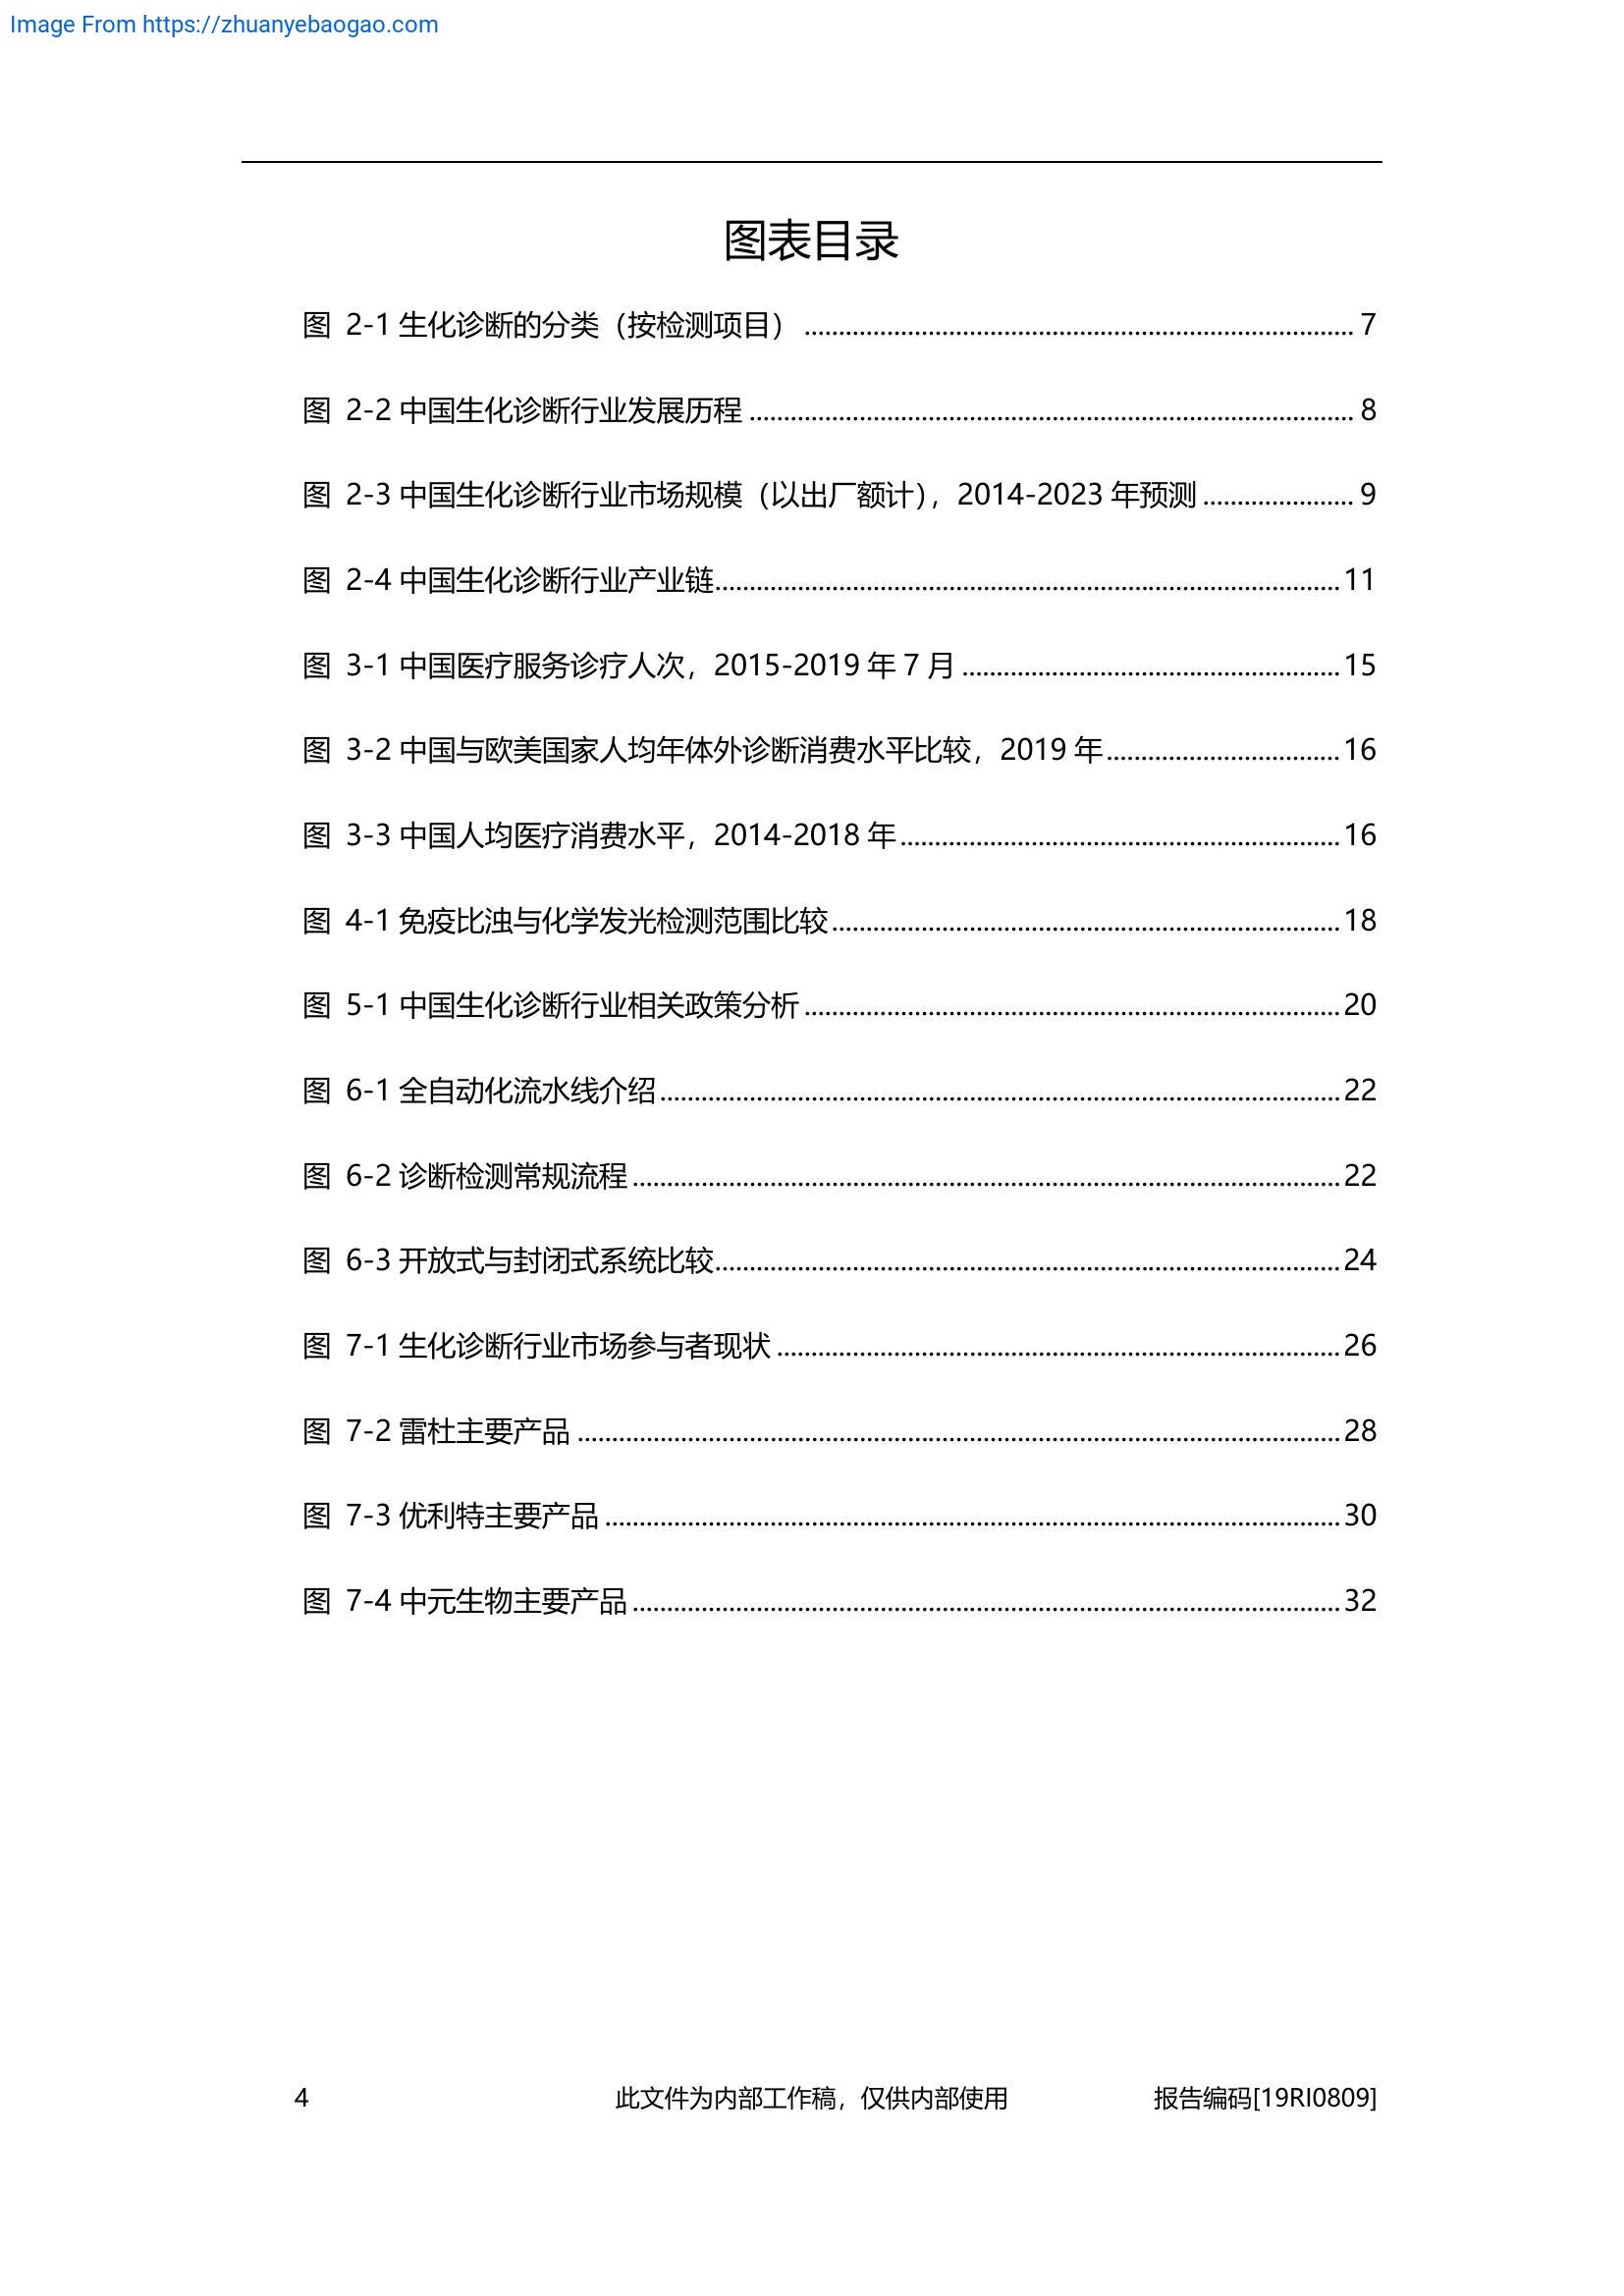 Image From https://zhuanyebaogao.com
图表目录
图 2-1 生化诊断的分类（按检测项目） ........ 7
图 2-2 中国生化诊断行业发展历程 ........ 8
图 2-3 中国生化诊断行业市场规模（以出厂额计），2014-2023 年预测 ........ 9
图 2-4 中国生化诊断行业产业链........ 11
图 3-1 中国医疗服务诊疗人次，2015-2019 年 7 月 ........ 15
图 3-2 中国与欧美国家人均年体外诊断消费水平比较，2019 年........ 16
图 3-3 中国人均医疗消费水平，2014-2018 年........ 16
图 4-1 免疫比浊与化学发光检测范围比较........ 18
图 5-1 中国生化诊断行业相关政策分析........ 20
图 6-1 全自动化流水线介绍........ 22
图 6-2 诊断检测常规流程........ 22
图 6-3 开放式与封闭式系统比较........ 24
图 7-1 生化诊断行业市场参与者现状 ........ 26
图 7-2 雷杜主要产品 ........ 28
图 7-3 优利特主要产品 ........ 30
图 7-4 中元生物主要产品 ........ 32
4 此文件为内部工作稿，仅供内部使用 报告编码[19RI0809]